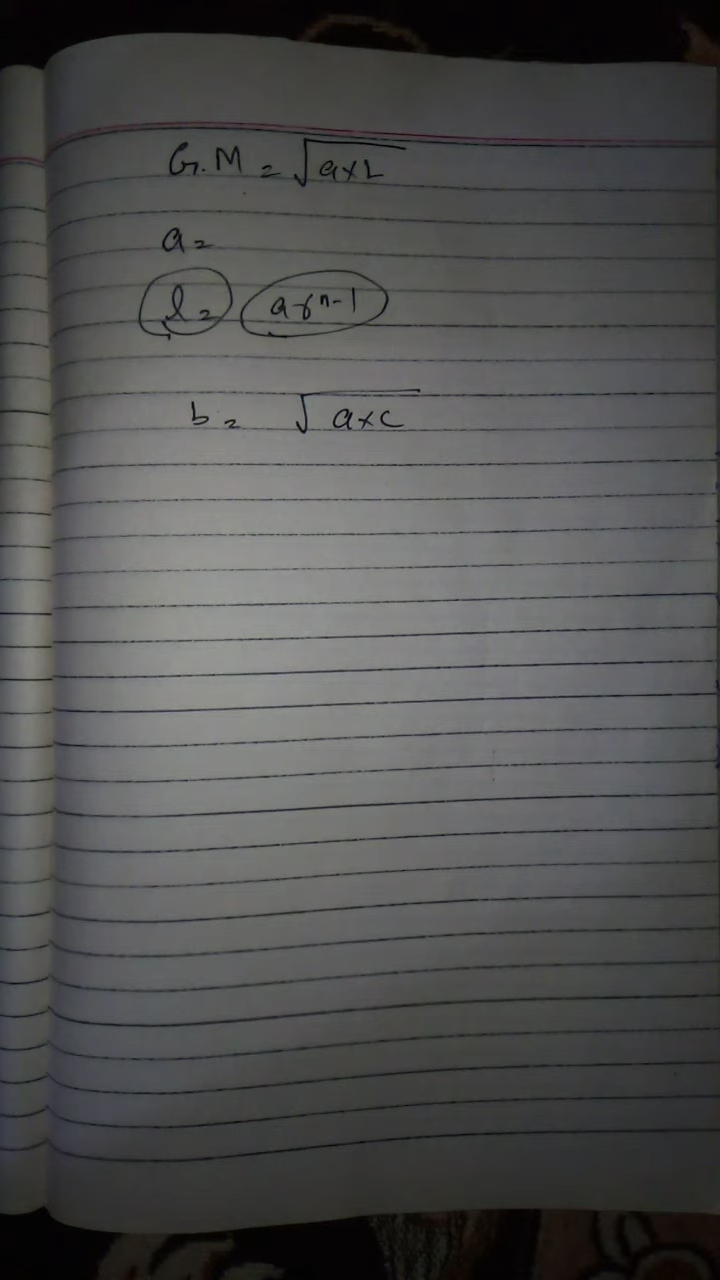 G.M = √a×L
a =
l = ar^n-1
b = √a×c